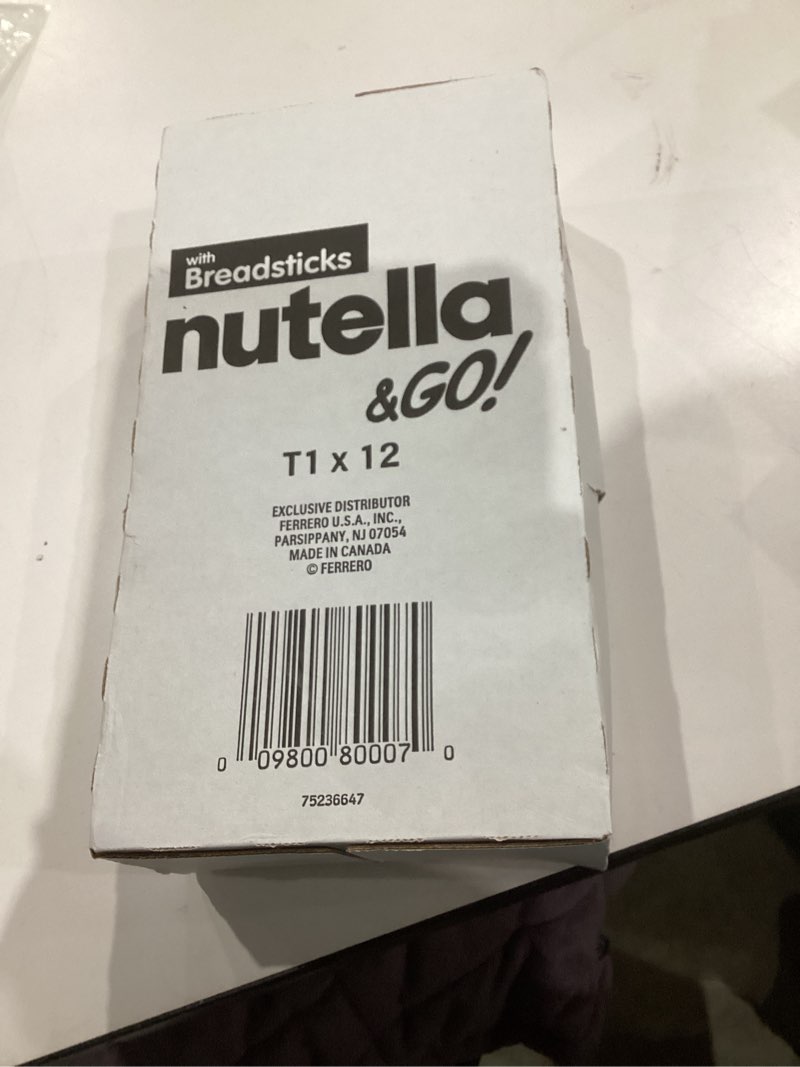 with
Breadsticks
nutella
&GO!
T1 x 12
EXCLUSIVE DISTRIBUTOR
FERRERO U.S.A., INC.,
PARSIPPANY, NJ 07054
MADE IN CANADA
© FERRERO
0 09800 80007 0
75236647